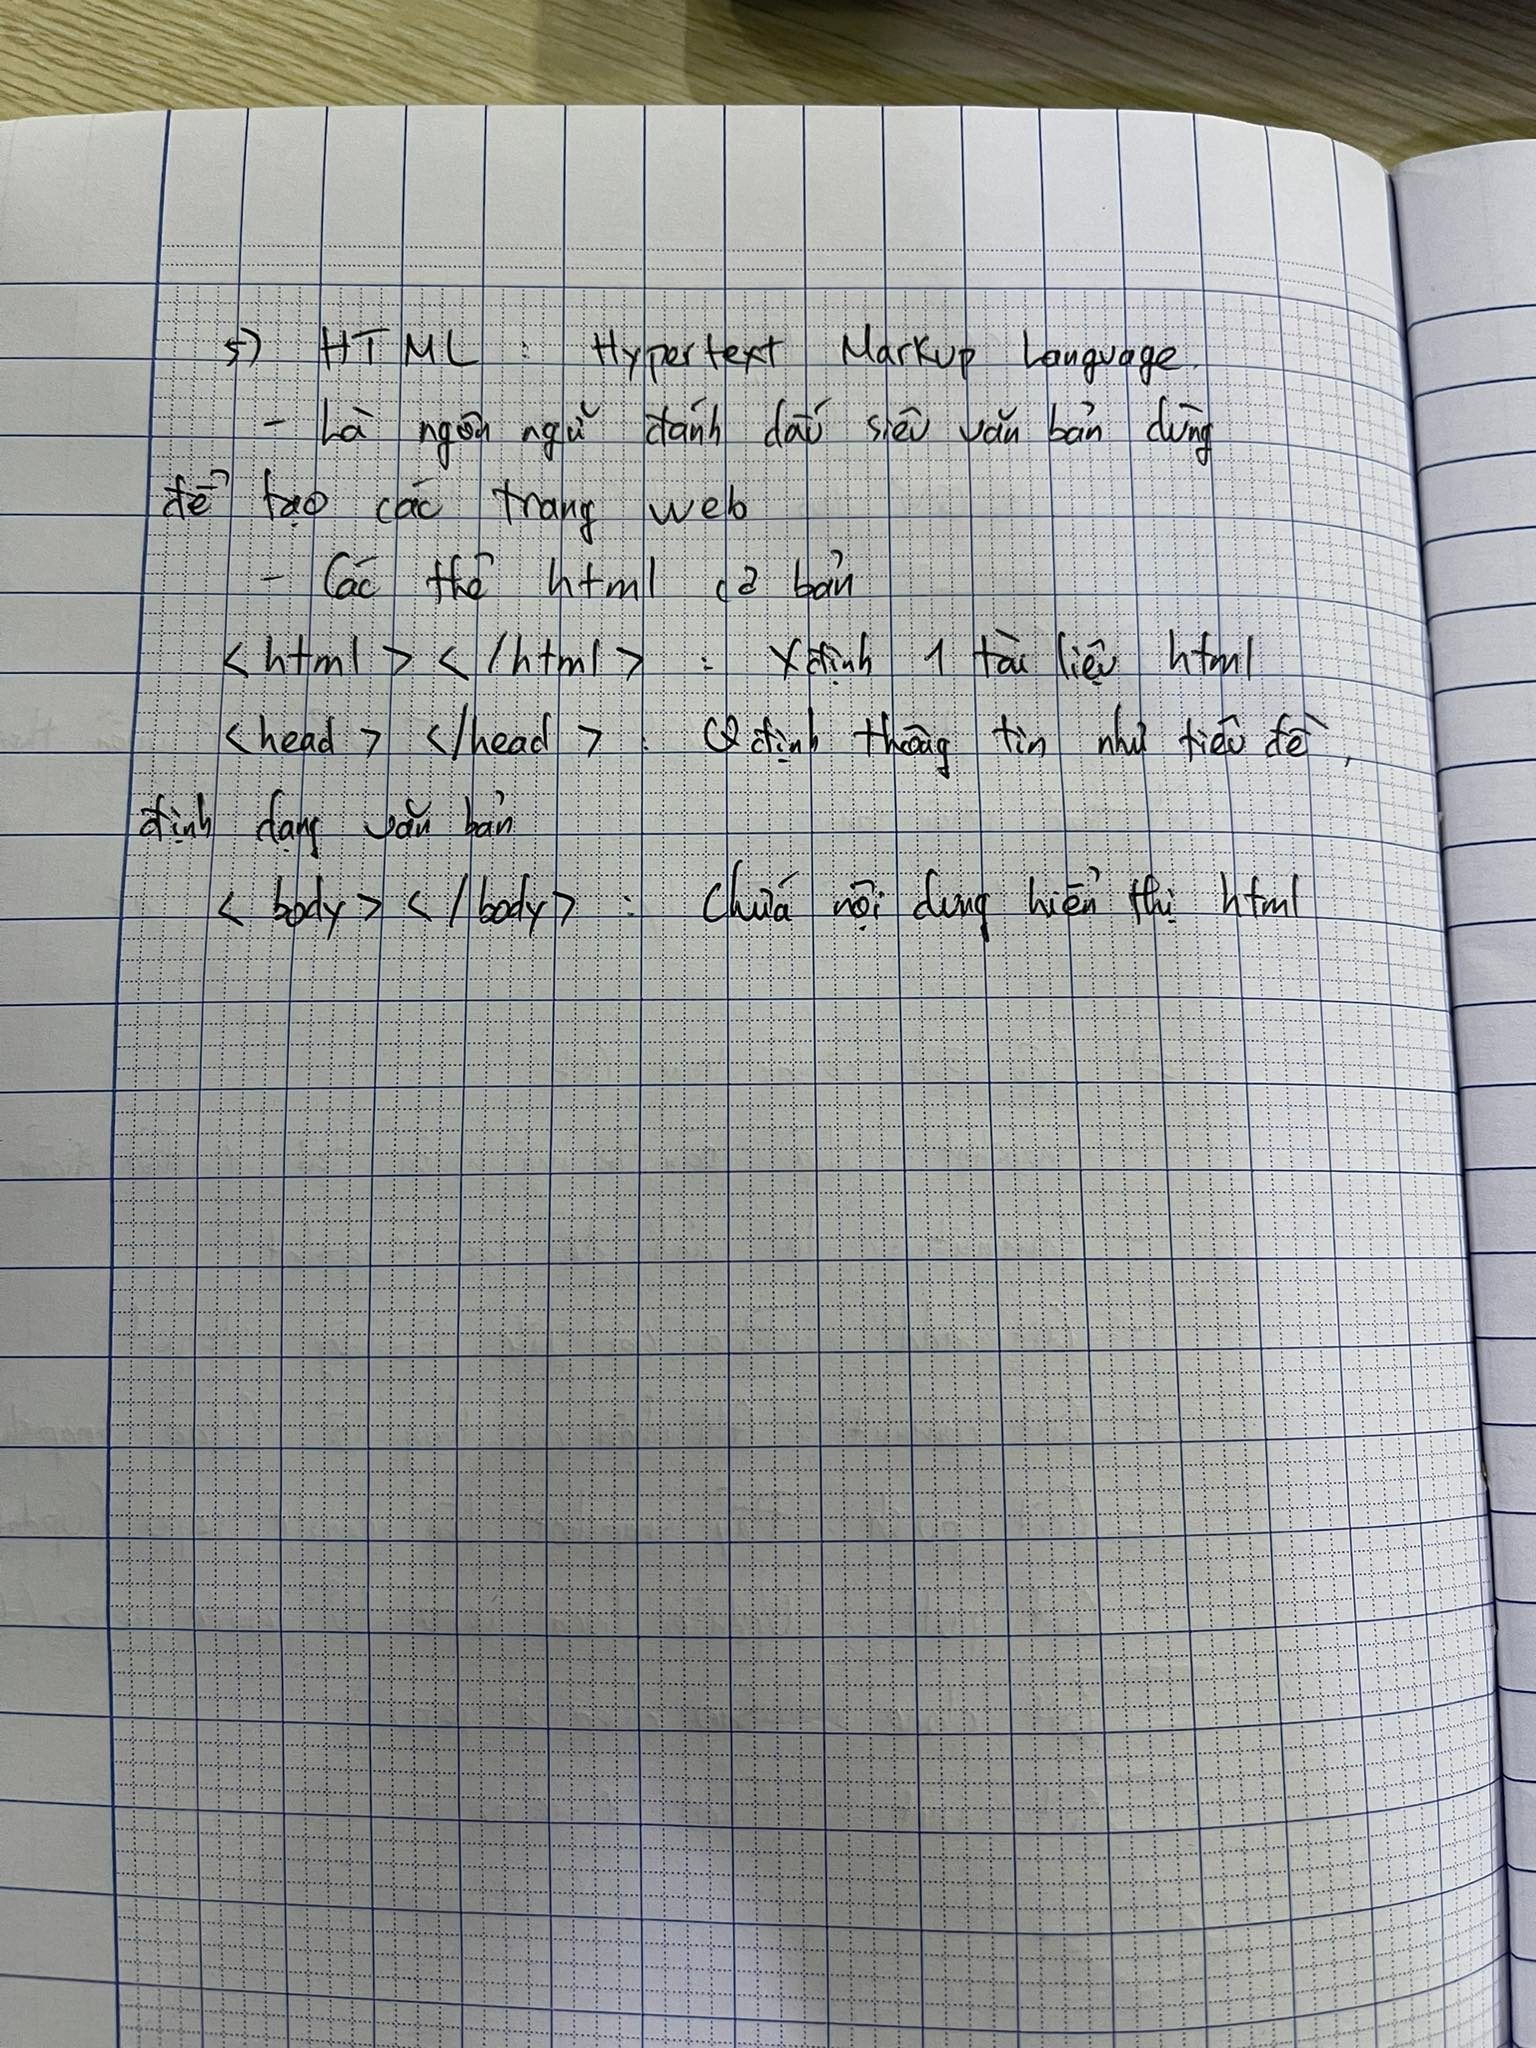 5) HTML : Hypertext Markup Language.
- Là ngôn ngữ đánh dấu siêu văn bản dùng
để tạo các trang web
- Các thẻ html cơ bản
<html></html> : Xđịnh 1 tài liệu html
<head> </head> : Qđịnh thông tin như tiêu đề,
định dạng văn bản
<body></body> : Chứa nội dung hiển thị html